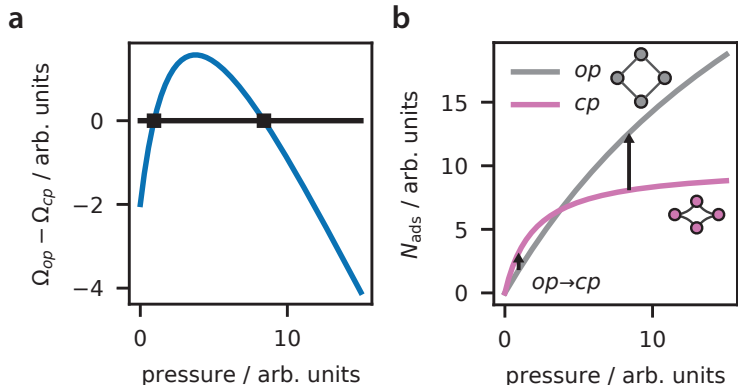 a
Ω_op − Ω_cp / arb. units
0
−2
−4
0
10
pressure / arb. units
b
N_ads / arb. units
15
10
5
0
op
cp
op→cp
0
10
pressure / arb. units